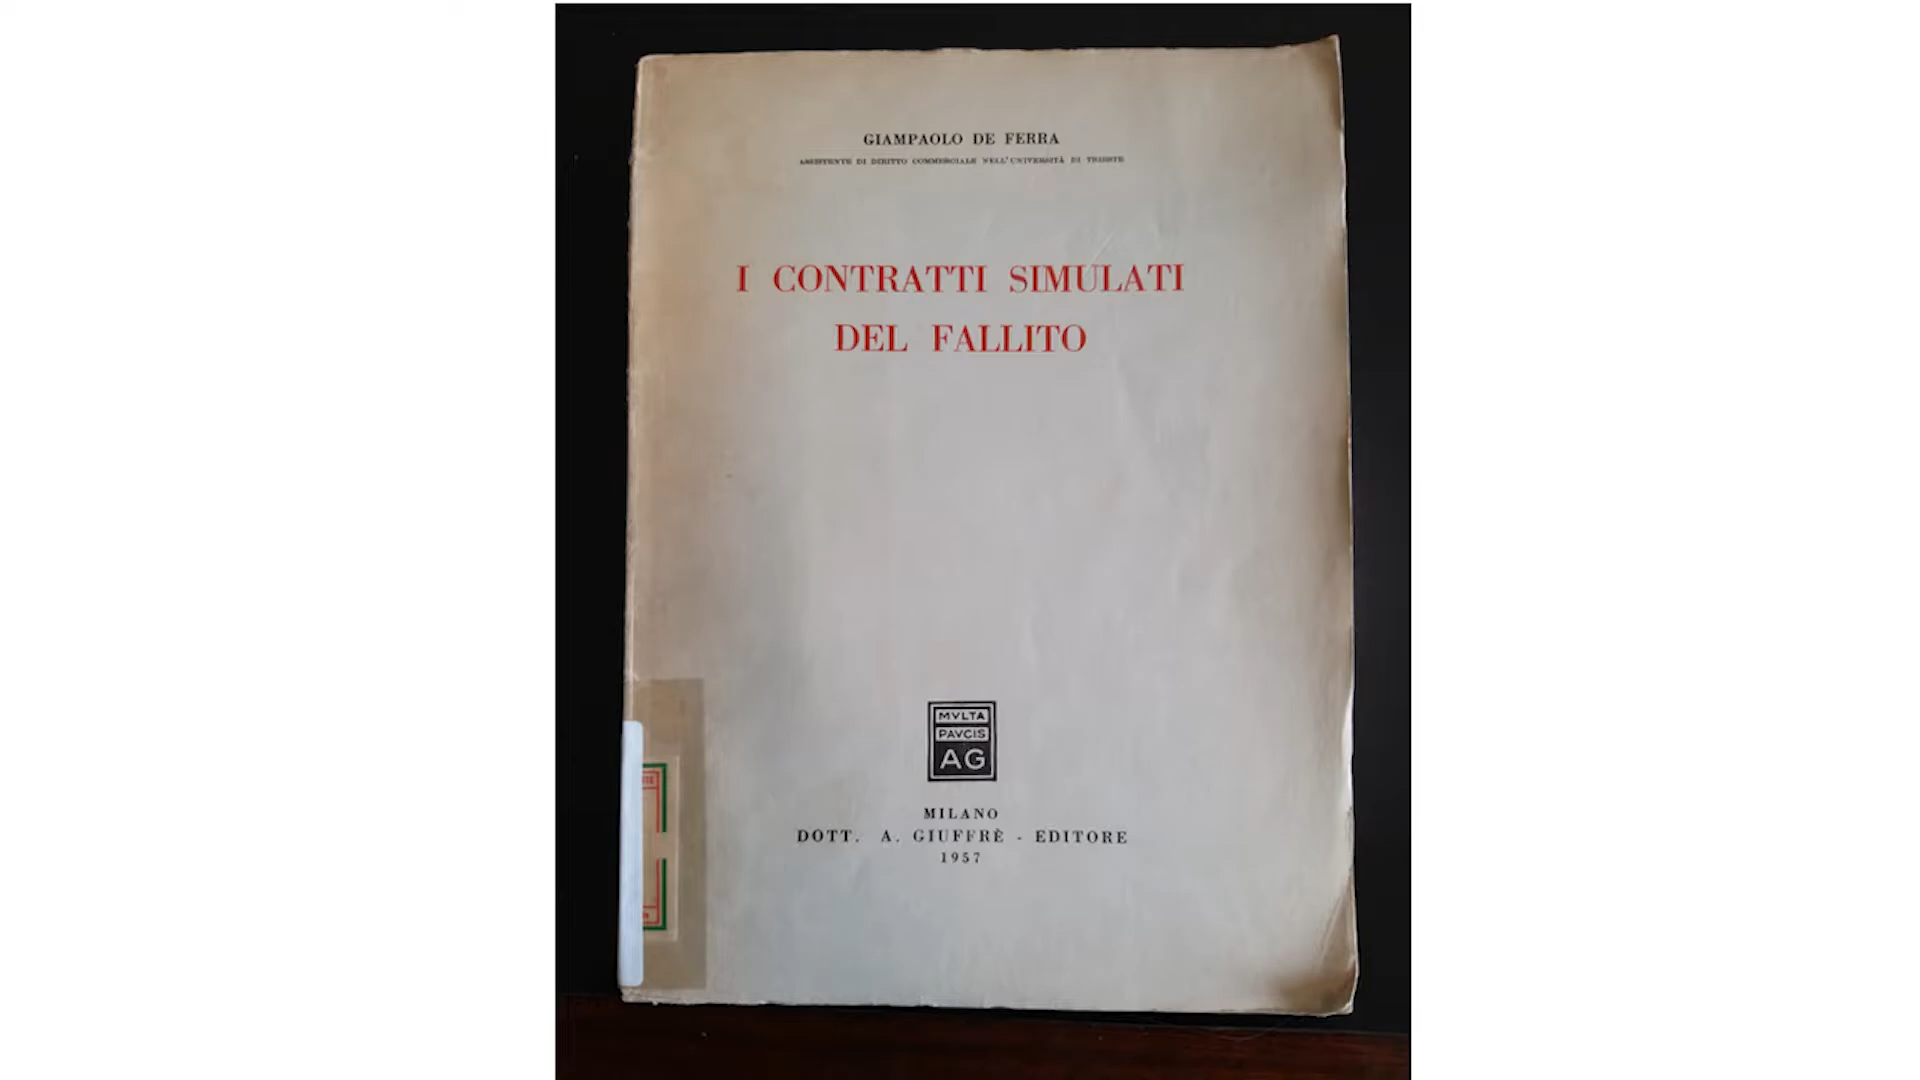 GIAMPAOLO DE FERRA
ASSISTENTE DI DIRITTO COMMERCIALE NELL'UNIVERSITÀ DI TRIESTE
I CONTRATTI SIMULATI
DEL FALLITO
MVLTA
PAVCIS
AG
MILANO
DOTT. A. GIUFFRÈ - EDITORE
1957